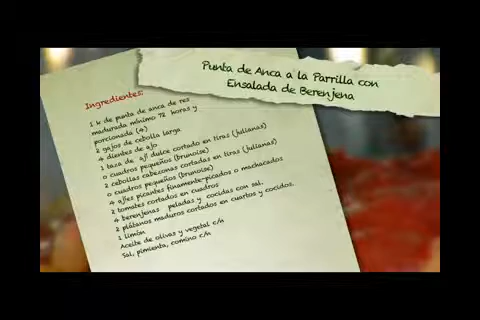 Punta de Anca a la Parrilla con
Ensalada de Berenjena
Ingredientes:
1 k de punta de anca de res
madurada mínimo 72 horas y
porcionada (4)
2 gajos de cebolla larga
4 dientes de ajo
1 taza de ají dulce cortado en tiras (julianas)
o cuadros pequeños (brunoise)
2 cebollas cabezonas cortadas en tiras (julianas)
o cuadros pequeños (brunoise)
4 ajíes picantes finamente picados o machacados
2 tomates cortados en cuadros
4 berenjenas peladas y cocidas con sal.
2 plátanos maduros cortados en cuartos y cocidos.
1 limón
Aceite de olivas y vegetal c/n
Sal, pimienta, comino c/n